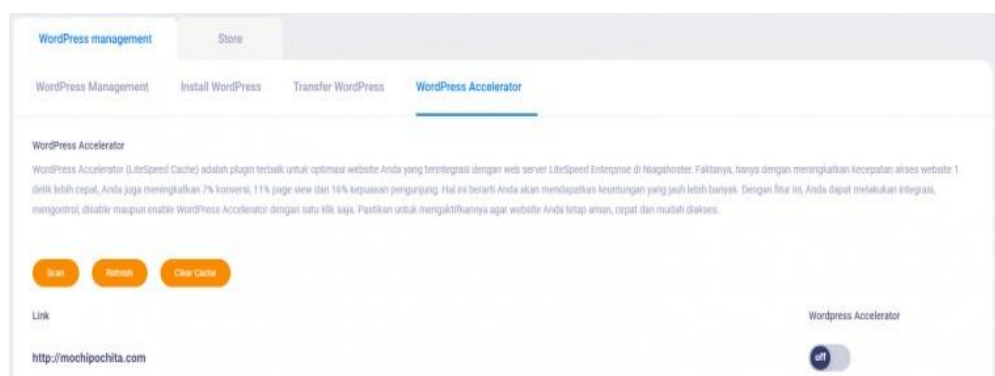 WordPress management Store
WordPress Management Install WordPress Transfer WordPress WordPress Accelerator
WordPress Accelerator
WordPress Accelerator (LiteSpeed Cache) adalah plugin terbaik untuk optimasi website Anda yang terintegrasi dengan web server LiteSpeed Enterprise di Niagahoster. Faktanya, hanya dengan meningkatkan kecepatan akses website 1
detik lebih cepat, Anda juga meningkatkan 7% konversi, 11% page view dan 16% kepuasan pengunjung. Hal ini berarti Anda akan mendapatkan keuntungan yang jauh lebih banyak. Dengan fitur ini, Anda dapat melakukan integrasi,
mengontrol, disable maupun enable WordPress Accelerator dengan satu klik saja. Pastikan untuk mengaktifkannya agar website Anda tetap aman, cepat dan mudah diakses.
Scan Refresh Clear Cache
Link Wordpress Accelerator
http://mochipochita.com off